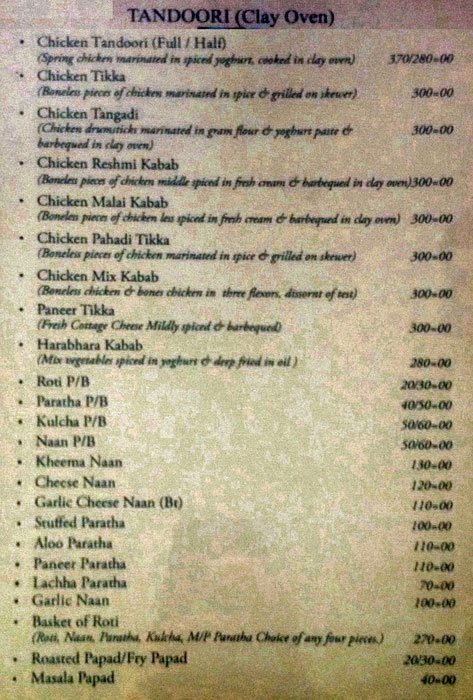 TANDOORI (Clay Oven)
• Chicken Tandoori (Full / Half)
(Spring chicken marinated in spiced yoghurt, cooked in clay oven) 370/280=00
• Chicken Tikka
(Boneless pieces of chicken marinated in spice & grilled on skewer) 300=00
• Chicken Tangadi
(Chicken drumsticks marinated in gram flour & yoghurt paste & 300=00
barbequed in clay oven)
• Chicken Reshmi Kabab
(Boneless pieces of chicken middle spiced in fresh cream & barbequed in clay oven)300=00
• Chicken Malai Kabab
(Boneless pieces of chicken less spiced in fresh cream & barbequed in clay oven) 300=00
• Chicken Pahadi Tikka
(Boneless pieces of chicken marinated in spice & grilled on skewer) 300=00
• Chicken Mix Kabab
(Boneless chicken & bones chicken in three flevors, dissernt of test) 300=00
• Paneer Tikka
(Fresh Cottage Cheese Mildly spiced & barbequed) 300=00
• Harabhara Kabab
(Mix vegetables spiced in yoghurt & deep fried in oil ) 280=00
• Roti P/B 20/30=00
• Paratha P/B 40/50=00
• Kulcha P/B 50/60=00
• Naan P/B 50/60=00
• Kheema Naan 130=00
• Cheese Naan 120=00
• Garlic Cheese Naan (Bt) 110=00
• Stuffed Paratha 100=00
• Aloo Paratha 110=00
• Paneer Paratha 110=00
• Lachha Paratha 70=00
• Garlic Naan 100=00
• Basket of Roti
(Roti, Naan, Paratha, Kulcha, M/P Paratha Choice of any four pieces.) 270=00
• Roasted Papad/Fry Papad 20/30=00
• Masala Papad 40=00